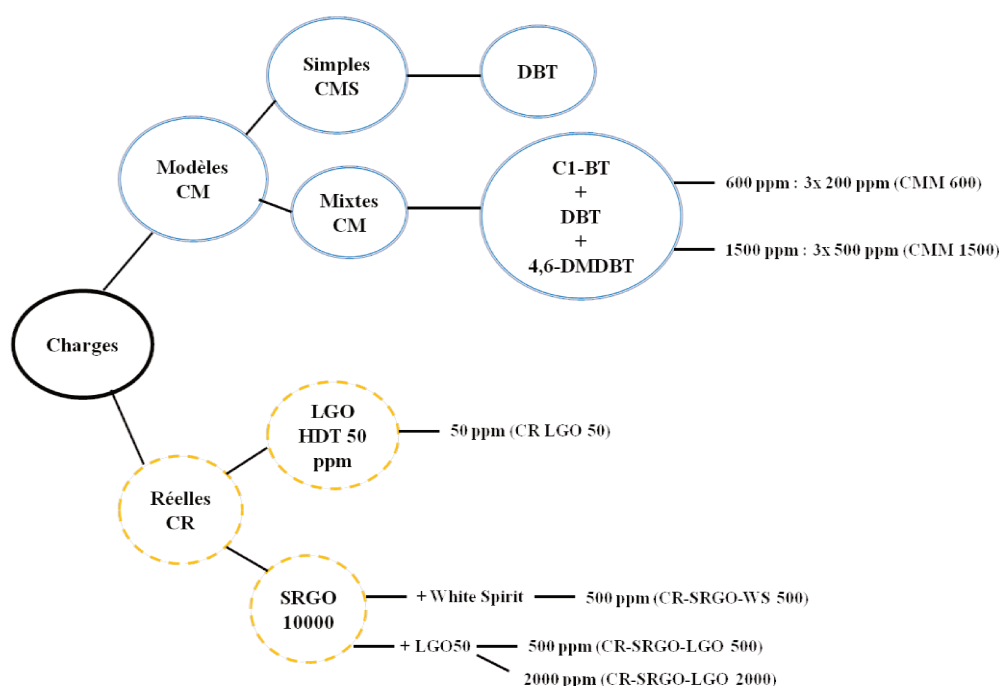 Simples
CMS
DBT
Modèles
CM
Mixtes
CM
C1-BT
+
DBT
+
4,6-DMDBT
600 ppm : 3x 200 ppm (CMM 600)
1500 ppm : 3x 500 ppm (CMM 1500)
Charges
LGO
HDT 50
ppm
50 ppm (CR LGO 50)
Réelles
CR
SRGO
10000
+ White Spirit
500 ppm (CR-SRGO-WS 500)
+ LGO50
500 ppm (CR-SRGO-LGO 500)
2000 ppm (CR-SRGO-LGO 2000)